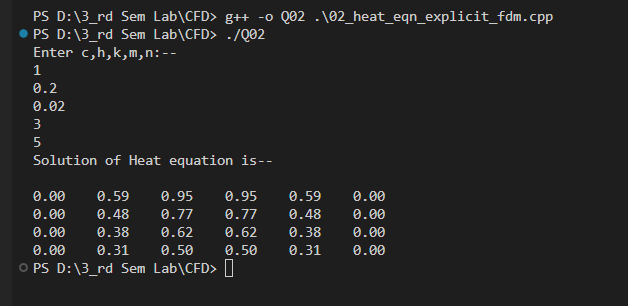 PS D:\3_rd Sem Lab\CFD> g++ -o Q02 .\02_heat_eqn_explicit_fdm.cpp
PS D:\3_rd Sem Lab\CFD> ./Q02
Enter c,h,k,m,n:--
1
0.2
0.02
3
5
Solution of Heat equation is--
0.00 0.59 0.95 0.95 0.59 0.00
0.00 0.48 0.77 0.77 0.48 0.00
0.00 0.38 0.62 0.62 0.38 0.00
0.00 0.31 0.50 0.50 0.31 0.00
PS D:\3_rd Sem Lab\CFD>